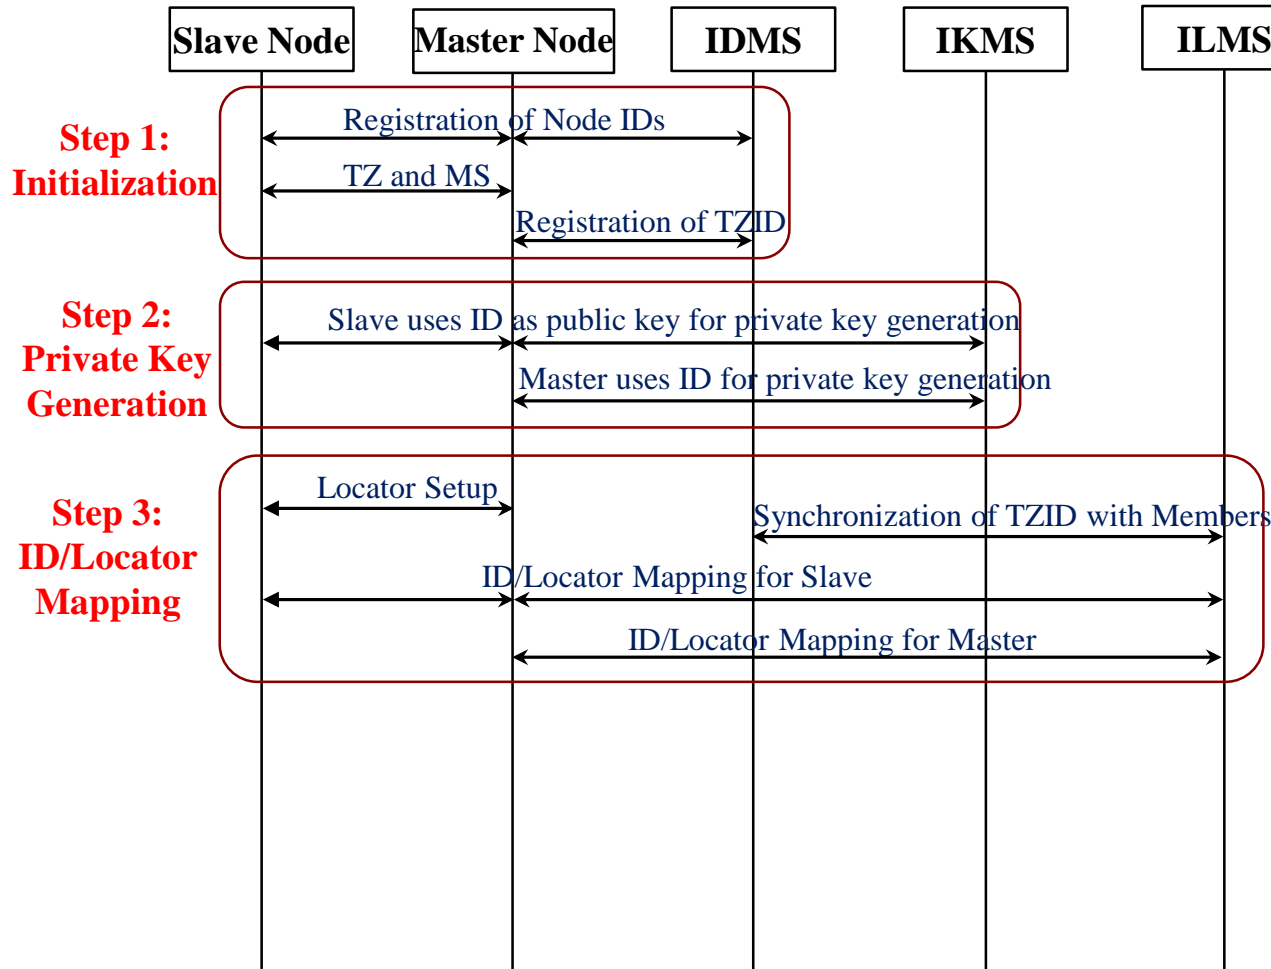 Slave Node
Master Node
IDMS
IKMS
ILMS
Step 1:
Initialization
Registration of Node IDs
TZ and MS
Registration of TZID
Step 2:
Private Key
Generation
Slave uses ID as public key for private key generation
Master uses ID for private key generation
Step 3:
ID/Locator
Mapping
Locator Setup
Synchronization of TZID with Members
ID/Locator Mapping for Slave
ID/Locator Mapping for Master